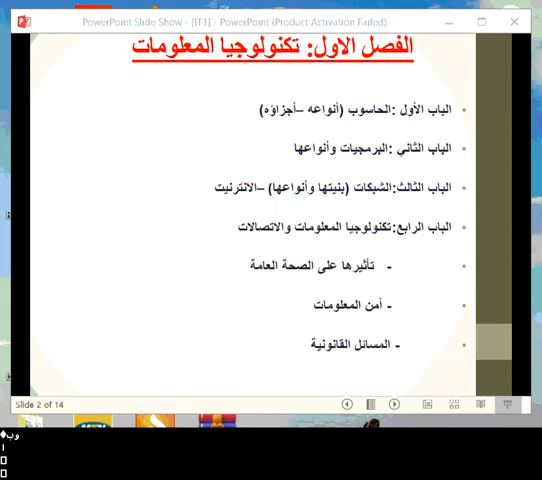 PowerPoint Slide Show - [IT1] - PowerPoint (Product Activation Failed)
الفصل الاول: تكنولوجيا المعلومات
الباب الأول :الحاسوب (أنواعه –أجزاؤه)
الباب الثاني :البرمجيات وأنواعها
الباب الثالث:الشبكات (بنيتها وأنواعها) –الانترنيت
الباب الرابع:تكنولوجيا المعلومات والاتصالات
- تأثيرها على الصحة العامة
- أمن المعلومات
- المسائل القانونية
Slide 2 of 14